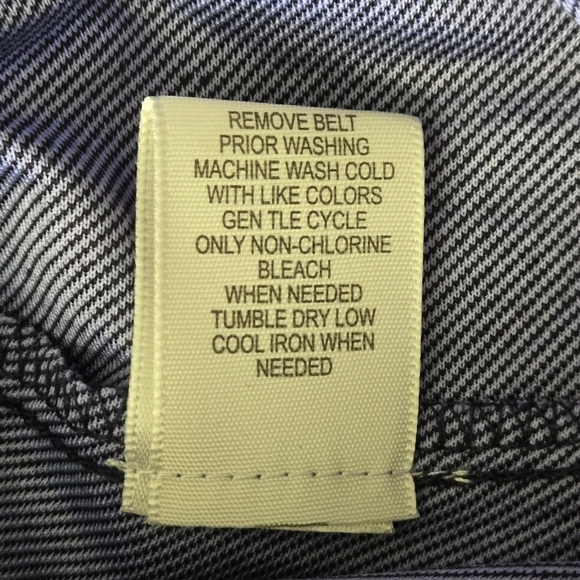 REMOVE BELT
PRIOR WASHING
MACHINE WASH COLD
WITH LIKE COLORS
GEN TLE CYCLE
ONLY NON-CHLORINE
BLEACH
WHEN NEEDED
TUMBLE DRY LOW
COOL IRON WHEN
NEEDED